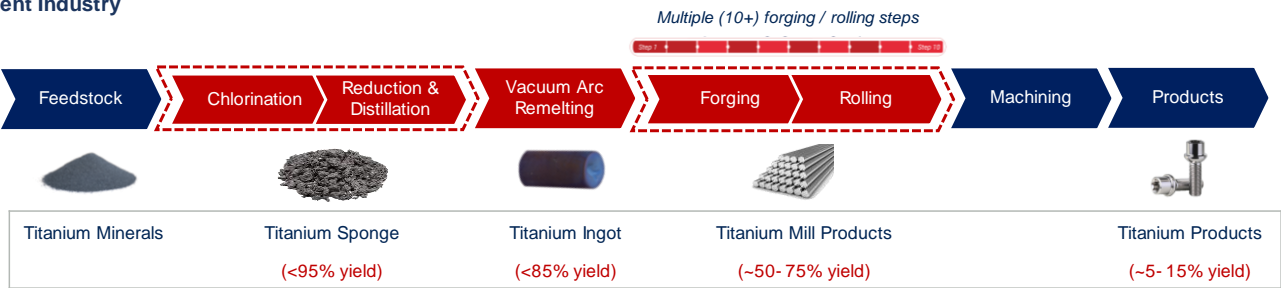 ent Industry
Multiple (10+) forging / rolling steps
Step 1
Step 10
Feedstock
Chlorination
Reduction &
Distillation
Vacuum Arc
Remelting
Forging
Rolling
Machining
Products
Titanium Minerals
Titanium Sponge
Titanium Ingot
Titanium Mill Products
Titanium Products
(<95% yield)
(<85% yield)
(~50-75% yield)
(~5-15% yield)